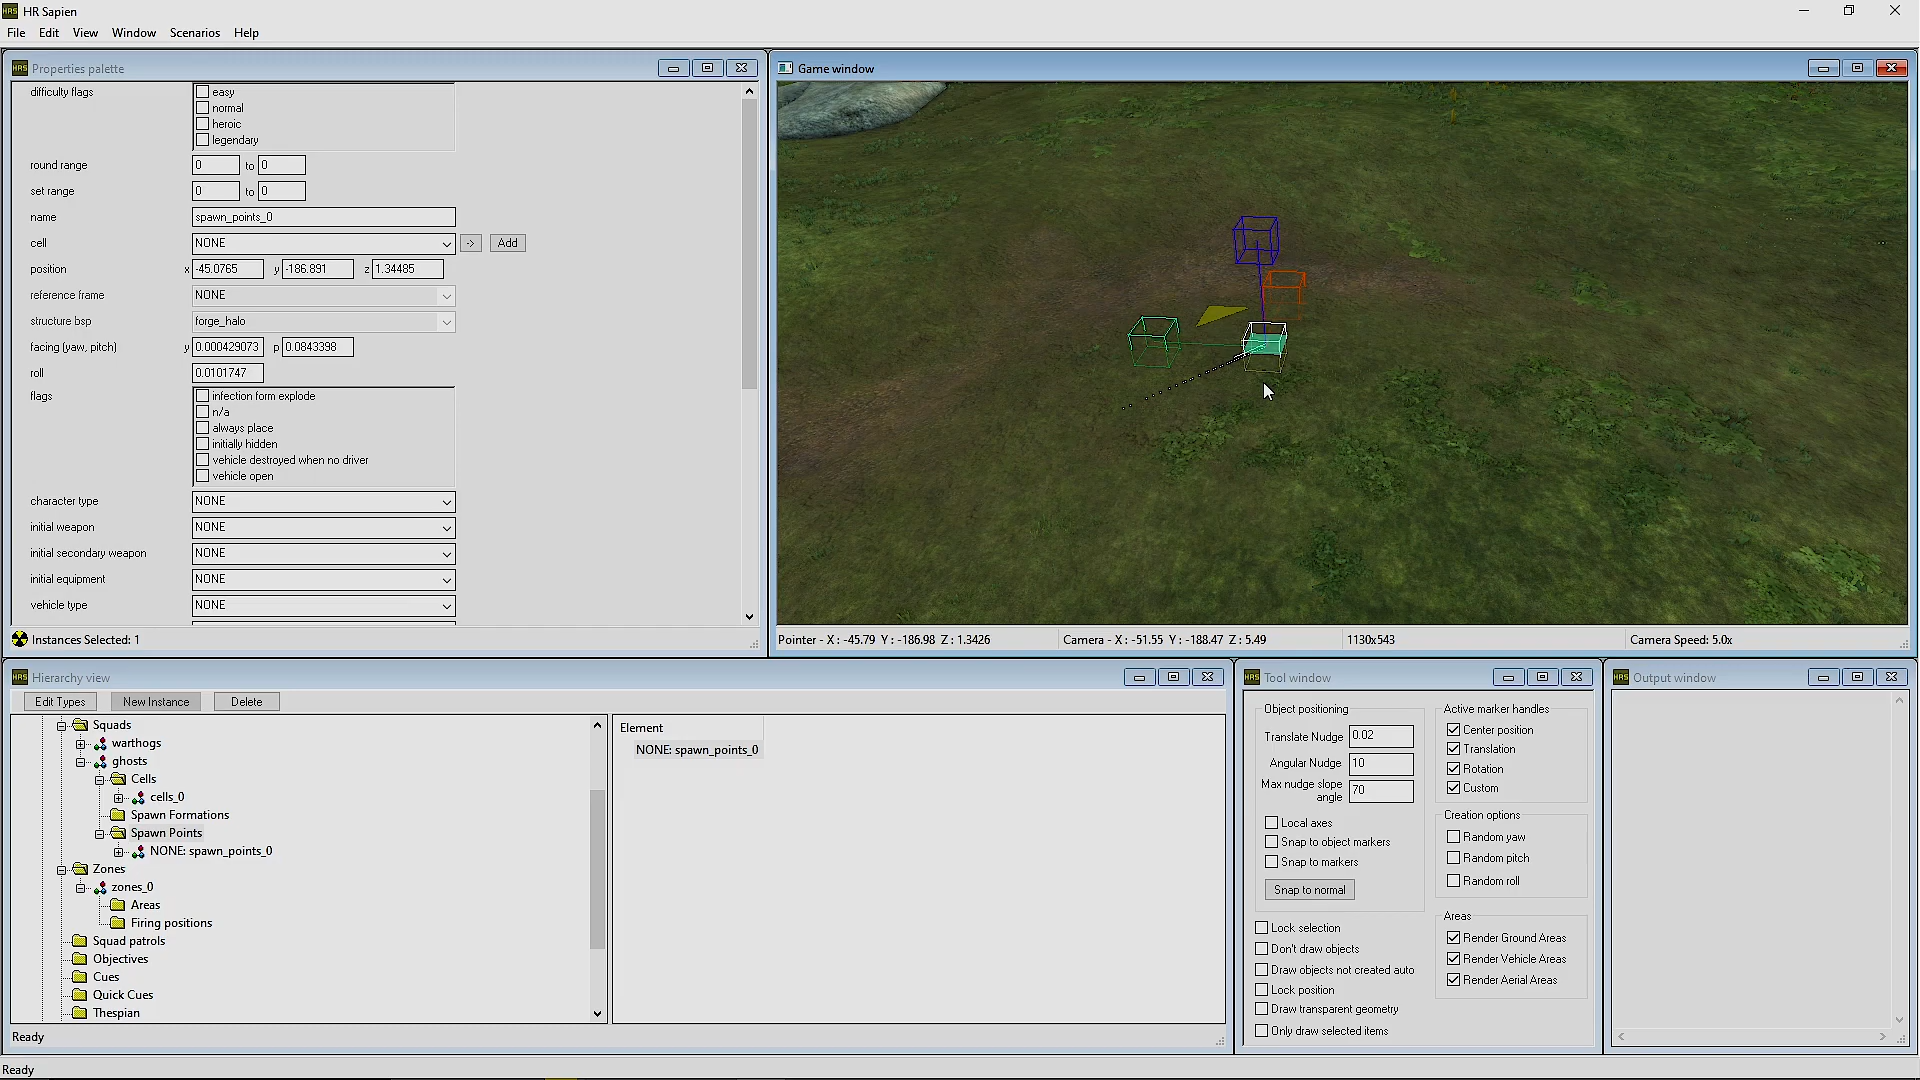 HR Sapien
File Edit View Window Scenarios Help
Properties palette
difficulty flags
easy
normal
heroic
legendary
round range 0 to 0
set range 0 to 0
name spawn_points_0
cell NONE -> Add
position x -45.0765 y -186.891 z 1.34485
reference frame NONE
structure bsp forge_halo
facing (yaw, pitch) y 0.000429073 p 0.0843398
roll 0.0101747
flags
infection form explode
n/a
always place
initially hidden
vehicle destroyed when no driver
vehicle open
character type NONE
initial weapon NONE
initial secondary weapon NONE
initial equipment NONE
vehicle type NONE
Instances Selected: 1
Game window
Pointer - X : -45.79 Y : -186.98 Z : 1.3426
Camera - X : -51.55 Y : -188.47 Z : 5.49
1130x543
Camera Speed: 5.0x
Hierarchy view
Edit Types New Instance Delete
Squads
warthogs
ghosts
Cells
cells_0
Spawn Formations
Spawn Points
NONE: spawn_points_0
Zones
zones_0
Areas
Firing positions
Squad patrols
Objectives
Cues
Quick Cues
Thespian
Element
NONE: spawn_points_0
Ready
Tool window
Object positioning
Translate Nudge 0.02
Angular Nudge 10
Max nudge slope angle 70
Local axes
Snap to object markers
Snap to markers
Snap to normal
Lock selection
Don't draw objects
Draw objects not created auto
Lock position
Draw transparent geometry
Only draw selected items
Active marker handles
Center position
Translation
Rotation
Custom
Creation options
Random yaw
Random pitch
Random roll
Areas
Render Ground Areas
Render Vehicle Areas
Render Aerial Areas
Output window
Ready